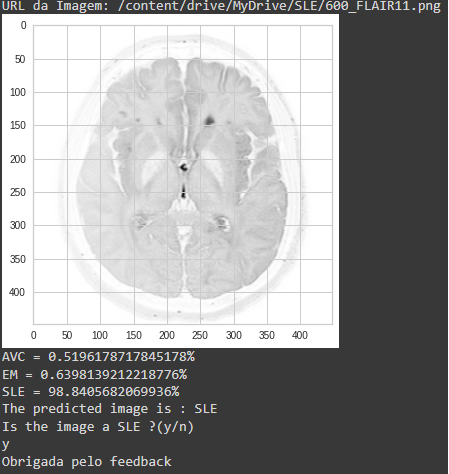 URL da Imagem: /content/drive/MyDrive/SLE/600_FLAIR11.png
0
50
100
150
200
250
300
350
400
0 50 100 150 200 250 300 350 400
AVC = 0.5196178717845178%
EM = 0.6398139212218776%
SLE = 98.8405682069936%
The predicted image is : SLE
Is the image a SLE ?(y/n)
y
Obrigada pelo feedback